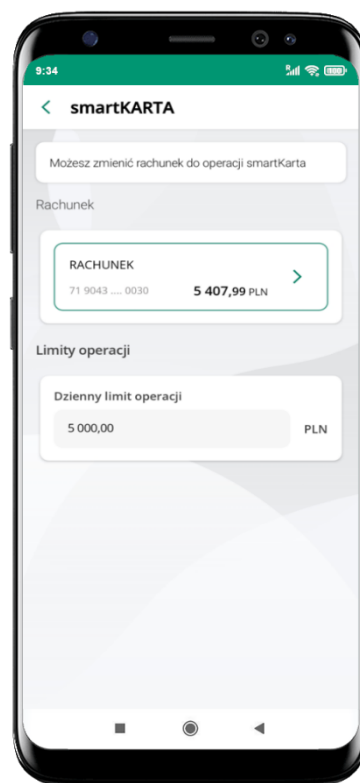 9:34
smartKARTA
Możesz zmienić rachunek do operacji smartKarta
Rachunek
RACHUNEK
71 9043 .... 0030 5 407,99 PLN
Limity operacji
Dzienny limit operacji
5 000,00 PLN